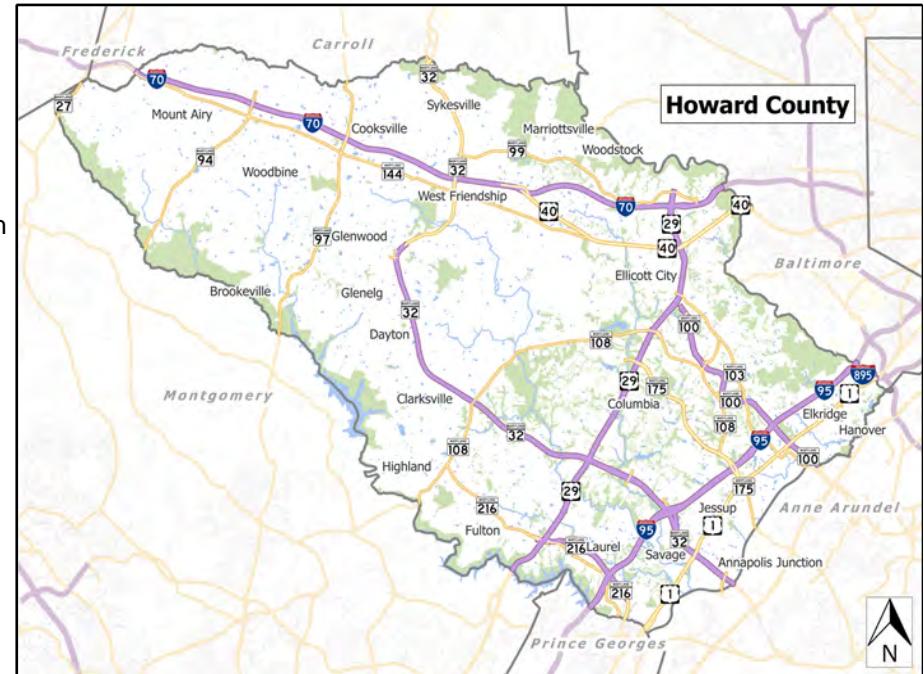 Frederick
Carroll
70
32
27
Sykesville
Howard County
Mount Airy
70
Cooksville
Marriottsville
94
99
Woodstock
Woodbine
144
32
West Friendship
70
40
40
29
n
97
Glenwood
40
Ellicott City
Baltimore
Brookeville
Glenelg
32
Dayton
100
108
103
895
95
1
Montgomery
29
175
Columbia
100
Elkridge
Clarksville
108
Hanover
32
95
108
100
Highland
29
175
216
Jessup
Anne Arundel
Fulton
95
1
216
Laurel
Savage
32
Annapolis Junction
216
1
Prince Georges
N